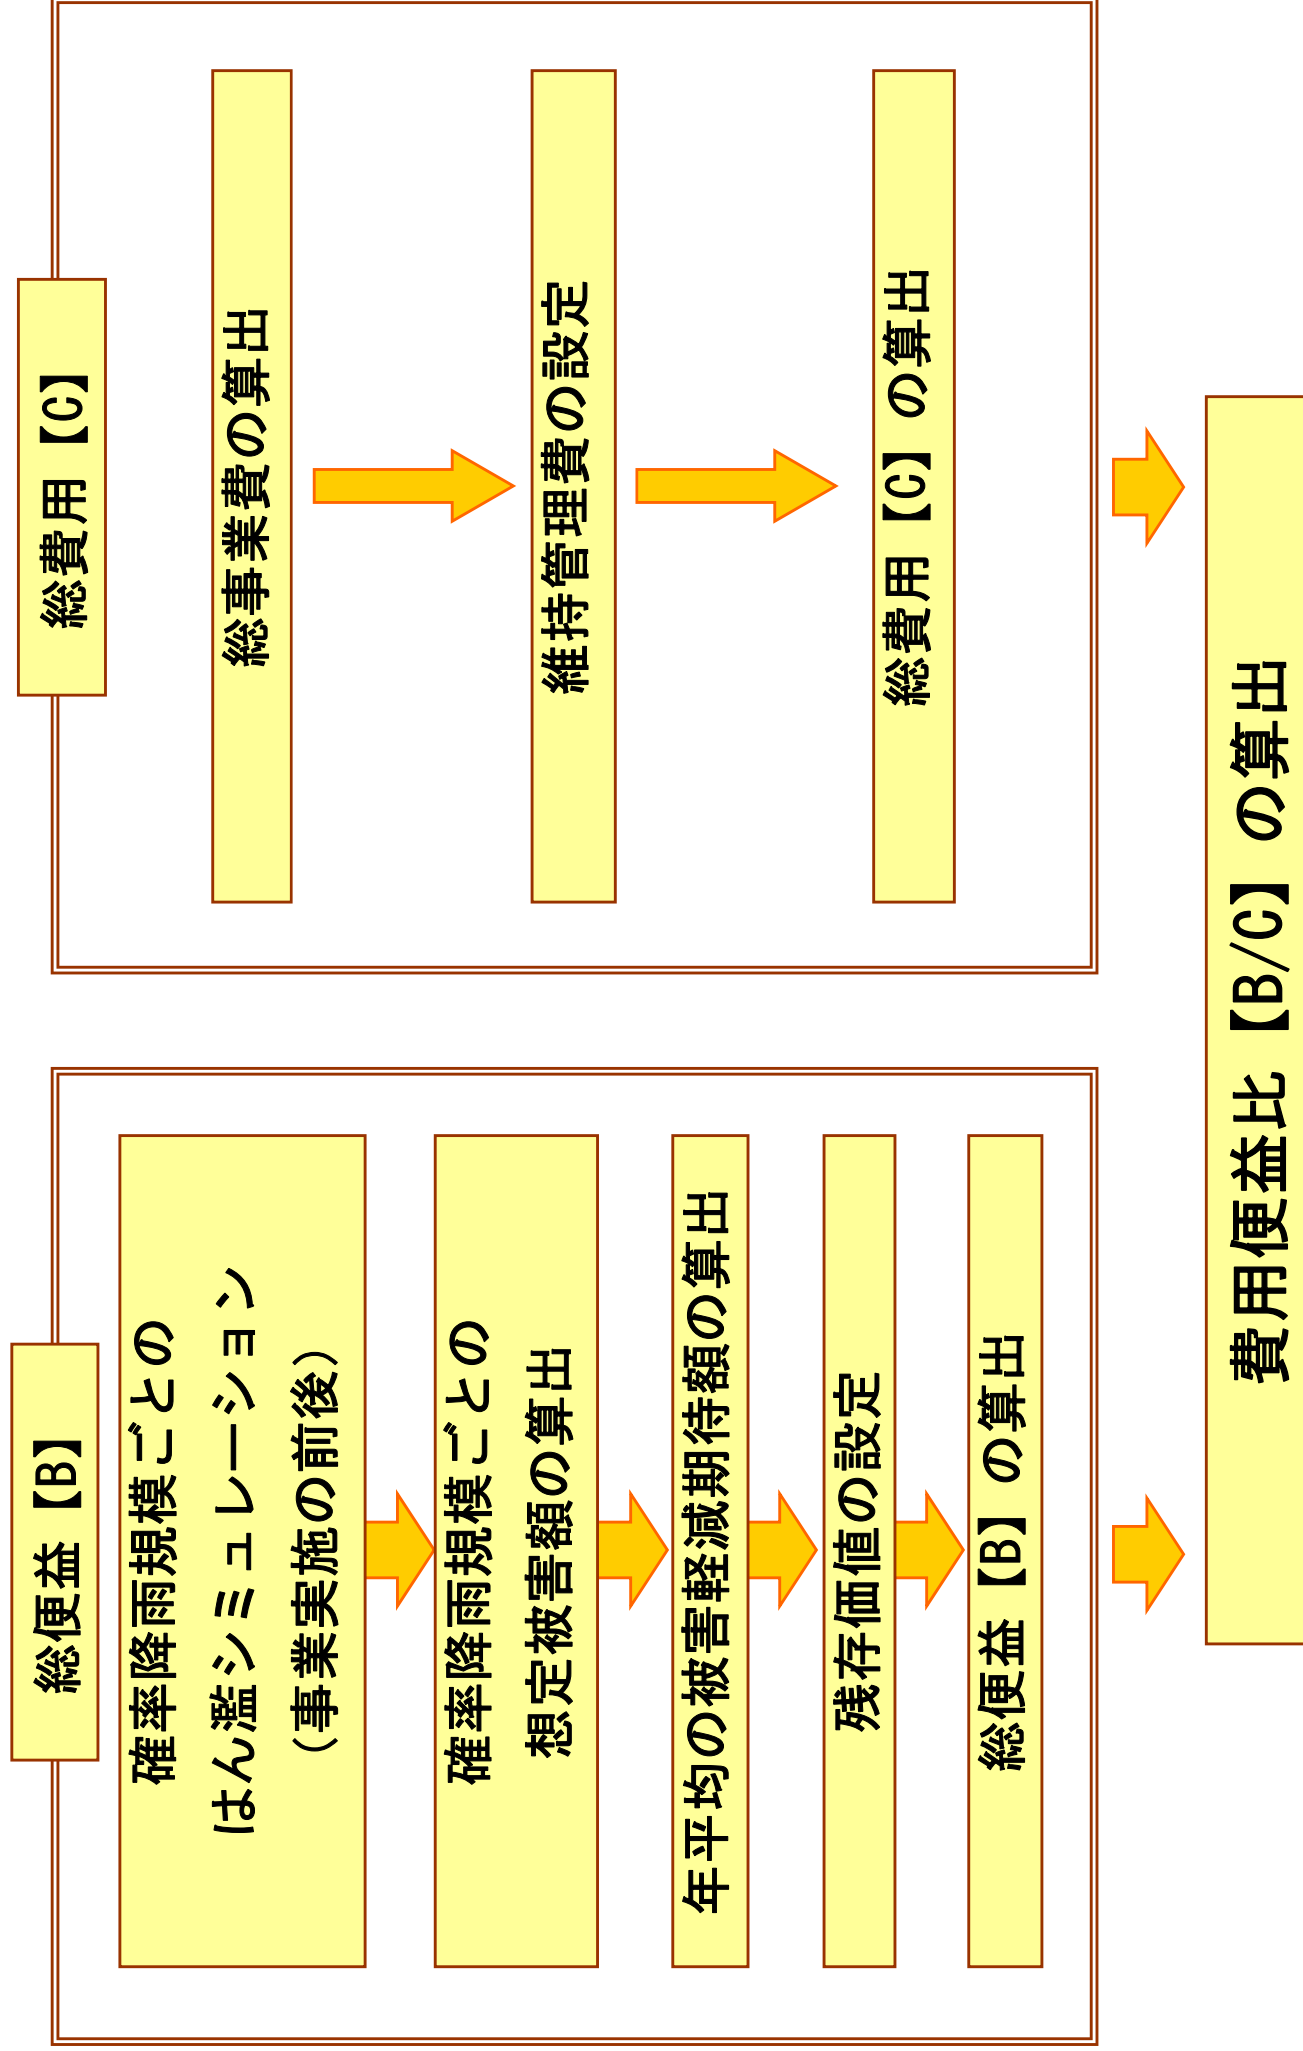 総便益【B】
確率降雨規模ごとの
はん濫シミュレーション
（事業実施の前後）
確率降雨規模ごとの
想定被害額の算出
年平均の被害軽減期待額の算出
残存価値の設定
総便益【B】の算出
総費用【C】
総事業費の算出
維持管理費の設定
総費用【C】の算出
費用便益比【B/C】の算出